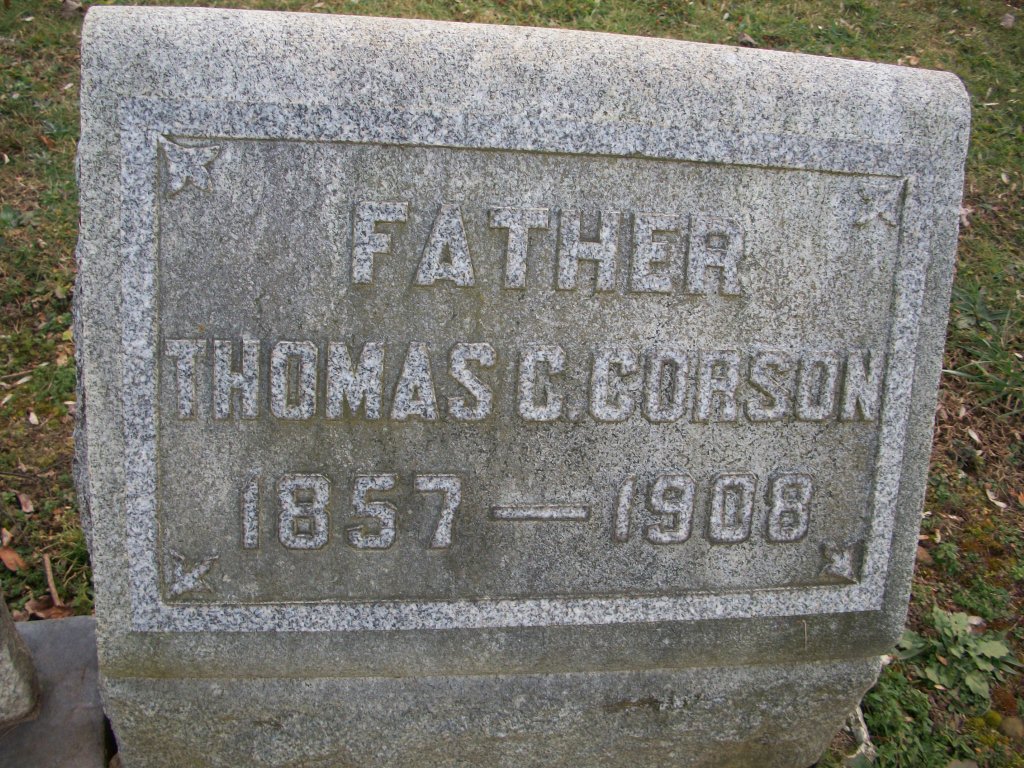 FATHER
THOMAS C. CORSON
1857 — 1908